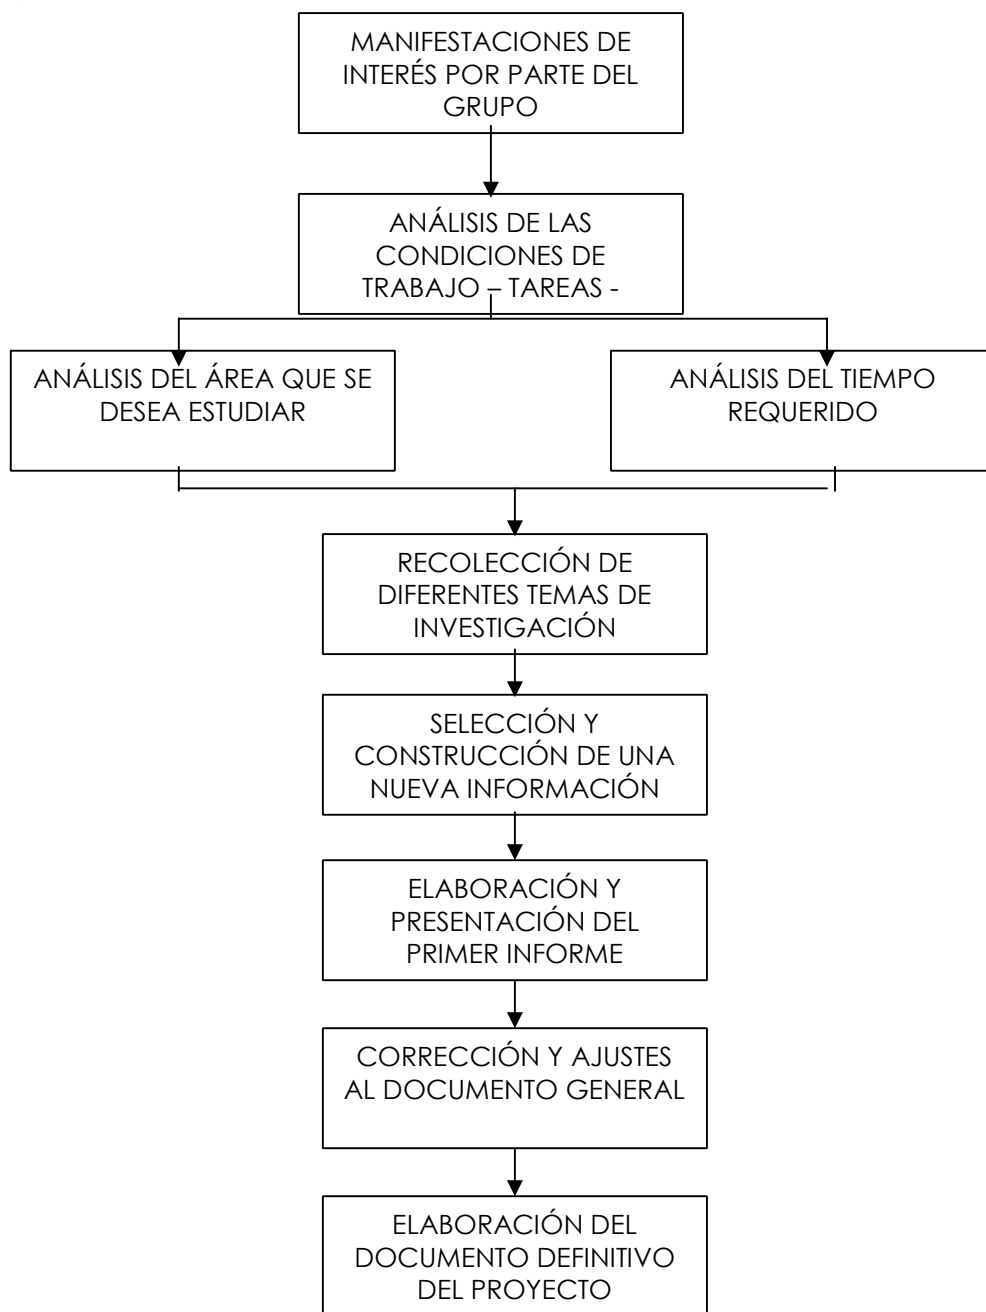 MANIFESTACIONES DE
INTERÉS POR PARTE DEL
GRUPO
ANÁLISIS DE LAS
CONDICIONES DE
TRABAJO – TAREAS -
ANÁLISIS DEL ÁREA QUE SE
DESEA ESTUDIAR
ANÁLISIS DEL TIEMPO
REQUERIDO
RECOLECCIÓN DE
DIFERENTES TEMAS DE
INVESTIGACIÓN
SELECCIÓN Y
CONSTRUCCIÓN DE UNA
NUEVA INFORMACIÓN
ELABORACIÓN Y
PRESENTACIÓN DEL
PRIMER INFORME
CORRECCIÓN Y AJUSTES
AL DOCUMENTO GENERAL
ELABORACIÓN DEL
DOCUMENTO DEFINITIVO
DEL PROYECTO